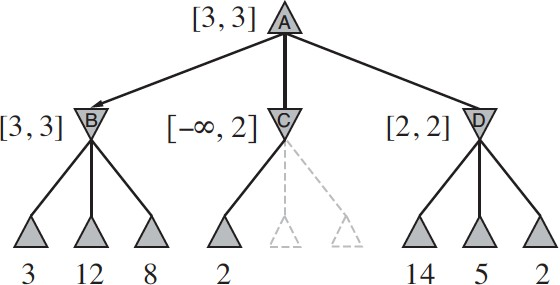 [3, 3] A
[3, 3] B [−∞, 2] C [2, 2] D
3 12 8 2 14 5 2